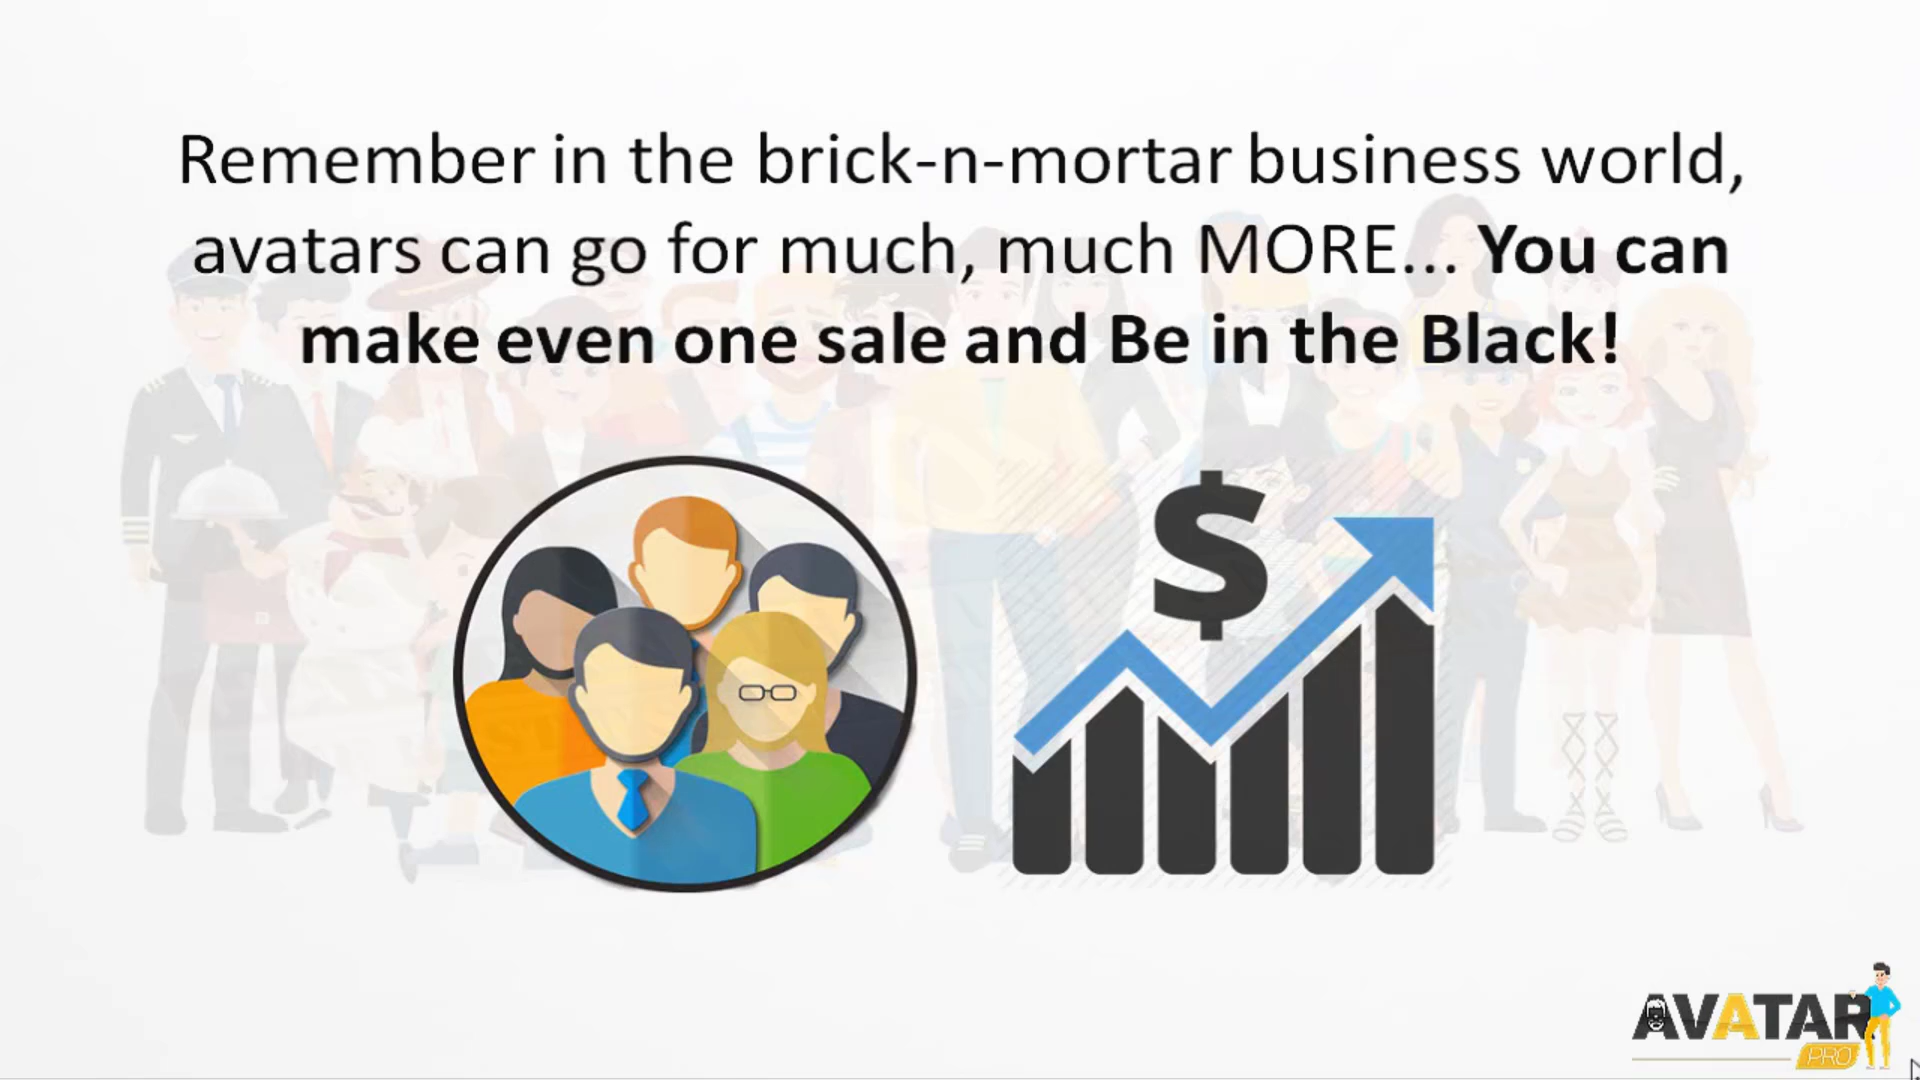 Remember in the brick-n-mortar business world,
avatars can go for much, much MORE... You can
make even one sale and Be in the Black!
$
AVATAR
PRO